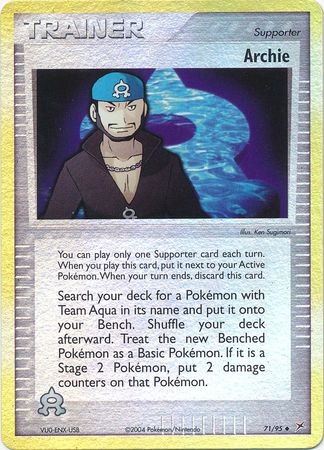 TRAINER
Supporter
Archie
Illus. Ken Sugimori
You can play only one Supporter card each turn.
When you play this card, put it next to your Active
Pokémon. When your turn ends, discard this card.
Search your deck for a Pokémon with
Team Aqua in its name and put it onto
your Bench. Shuffle your deck
afterward. Treat the new Benched
Pokémon as a Basic Pokémon. If it is a
Stage 2 Pokémon, put 2 damage
counters on that Pokémon.
VU0-ENX-US8
©2004 Pokémon/Nintendo
71/95